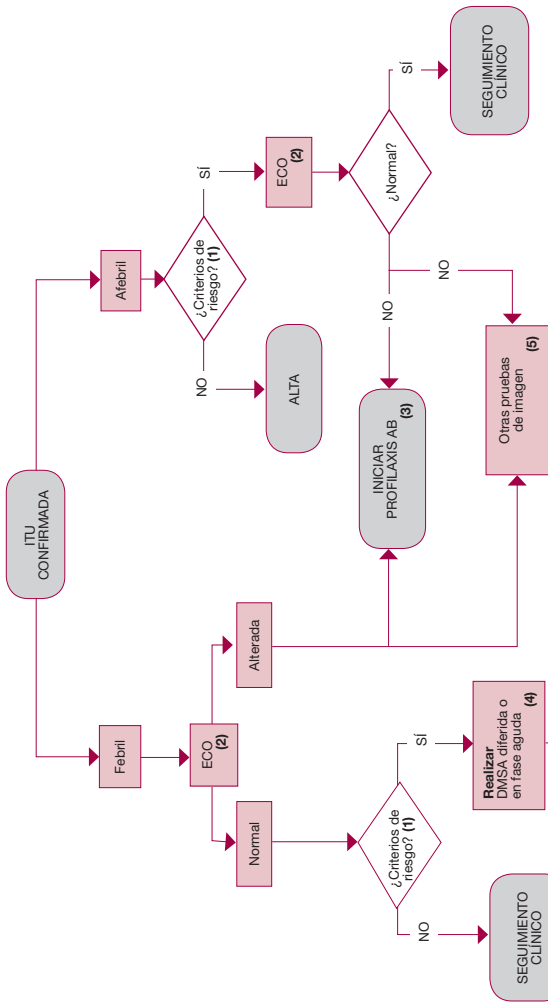 ITU
CONFIRMADA
Febril
Afebril
ECO
(2)
¿Criterios de
riesgo? (1)
Normal
Alterada
NO
SÍ
ALTA
ECO
(2)
¿Criterios de
riesgo? (1)
¿Normal?
NO
SÍ
NO
NO
SÍ
INICIAR
PROFILAXIS AB
(3)
SEGUIMIENTO
CLÍNICO
Realizar
DMSA diferida o
en fase aguda
(4)
Otras pruebas
de imagen
(5)
SEGUIMIENTO
CLÍNICO